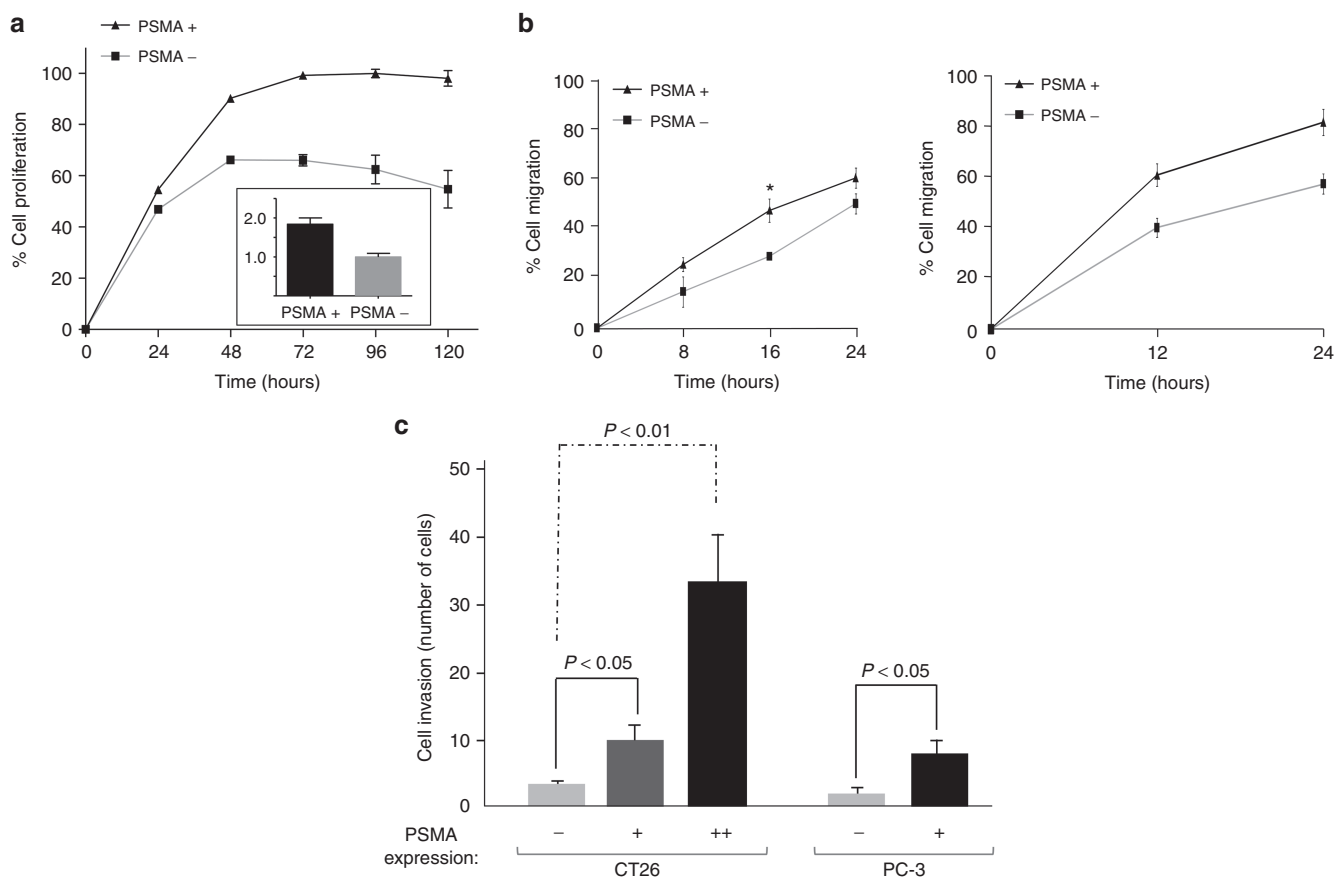 a
PSMA +
PSMA –
% Cell proliferation
100
80
60
40
20
0
0 24 48 72 96 120
Time (hours)
2.0
1.0
PSMA + PSMA –
b
PSMA +
PSMA –
% Cell migration
100
80
60
40
20
0
*
0 8 16 24
Time (hours)
PSMA +
PSMA –
% Cell migration
100
80
60
40
20
0
0 12 24
Time (hours)
c
P < 0.01
P < 0.05
P < 0.05
Cell invasion (number of cells)
50
40
30
20
10
0
PSMA expression:
– + ++ – +
CT26 PC-3